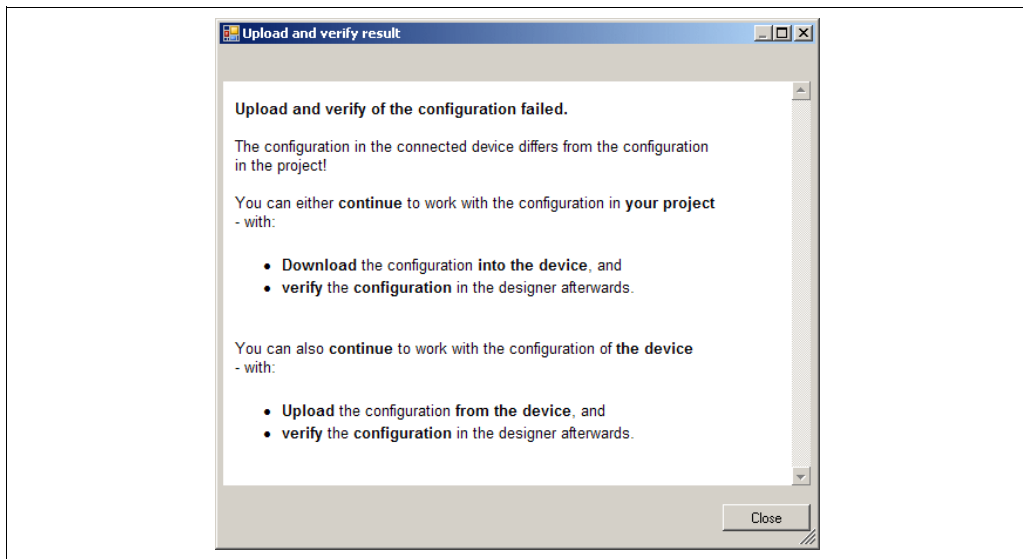 Upload and verify result
Upload and verify of the configuration failed.
The configuration in the connected device differs from the configuration
in the project!
You can either continue to work with the configuration in your project
- with:
• Download the configuration into the device, and
• verify the configuration in the designer afterwards.
You can also continue to work with the configuration of the device
- with:
• Upload the configuration from the device, and
• verify the configuration in the designer afterwards.
Close